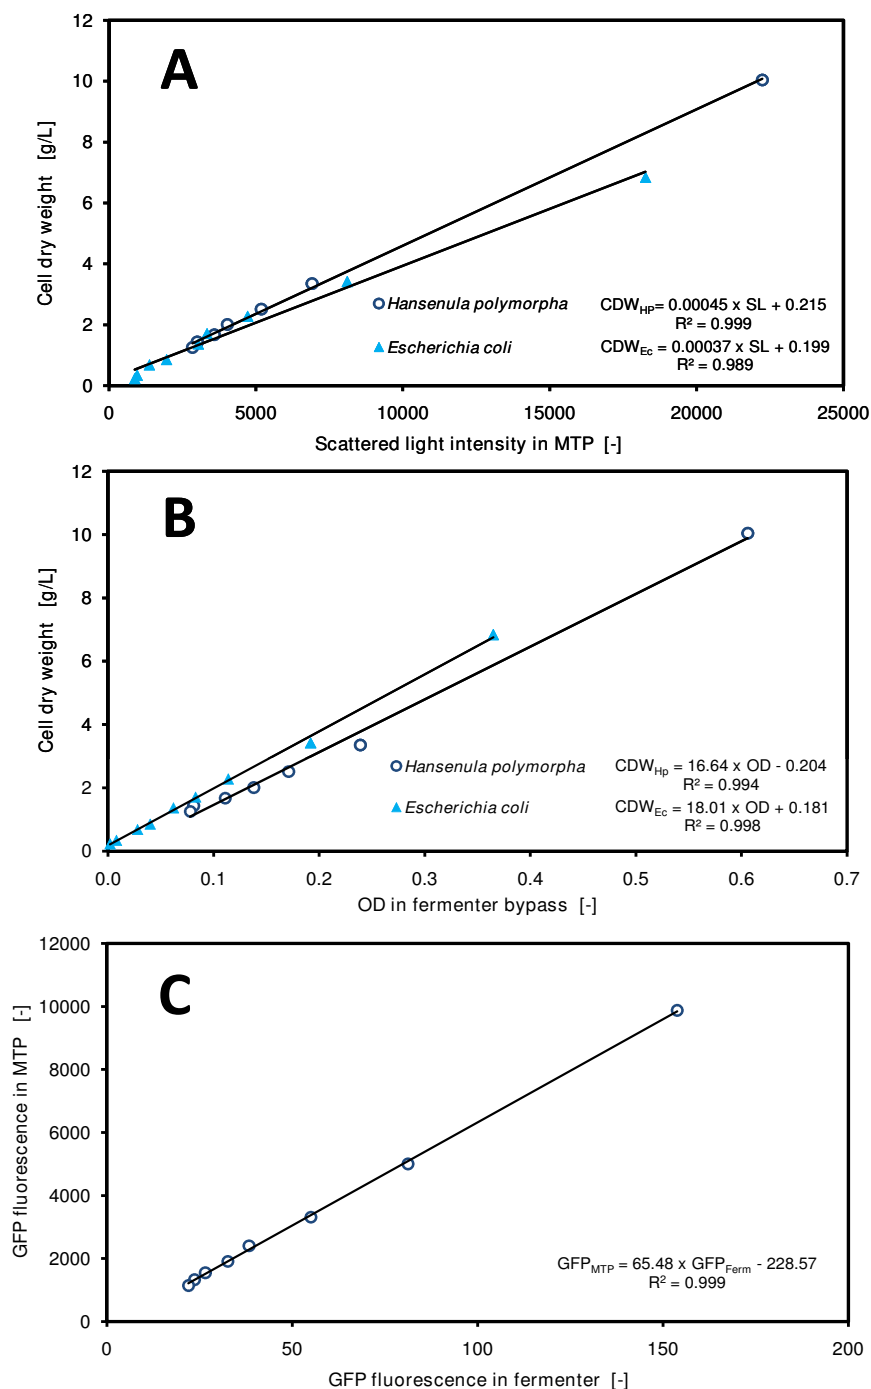 A
12
10
8
6
4
2
0
Cell dry weight [g/L]
Hansenula polymorpha
CDW_HP= 0.00045 x SL + 0.215
R² = 0.999
Escherichia coli
CDW_Ec = 0.00037 x SL + 0.199
R² = 0.989
0 5000 10000 15000 20000 25000
Scattered light intensity in MTP [-]
B
12
10
8
6
4
2
0
Cell dry weight [g/L]
Hansenula polymorpha
CDW_Hp = 16.64 x OD - 0.204
R² = 0.994
Escherichia coli
CDW_Ec = 18.01 x OD + 0.181
R² = 0.998
0.0 0.1 0.2 0.3 0.4 0.5 0.6 0.7
OD in fermenter bypass [-]
C
12000
10000
8000
6000
4000
2000
0
GFP fluorescence in MTP [-]
GFP_MTP = 65.48 x GFP_Ferm - 228.57
R² = 0.999
0 50 100 150 200
GFP fluorescence in fermenter [-]